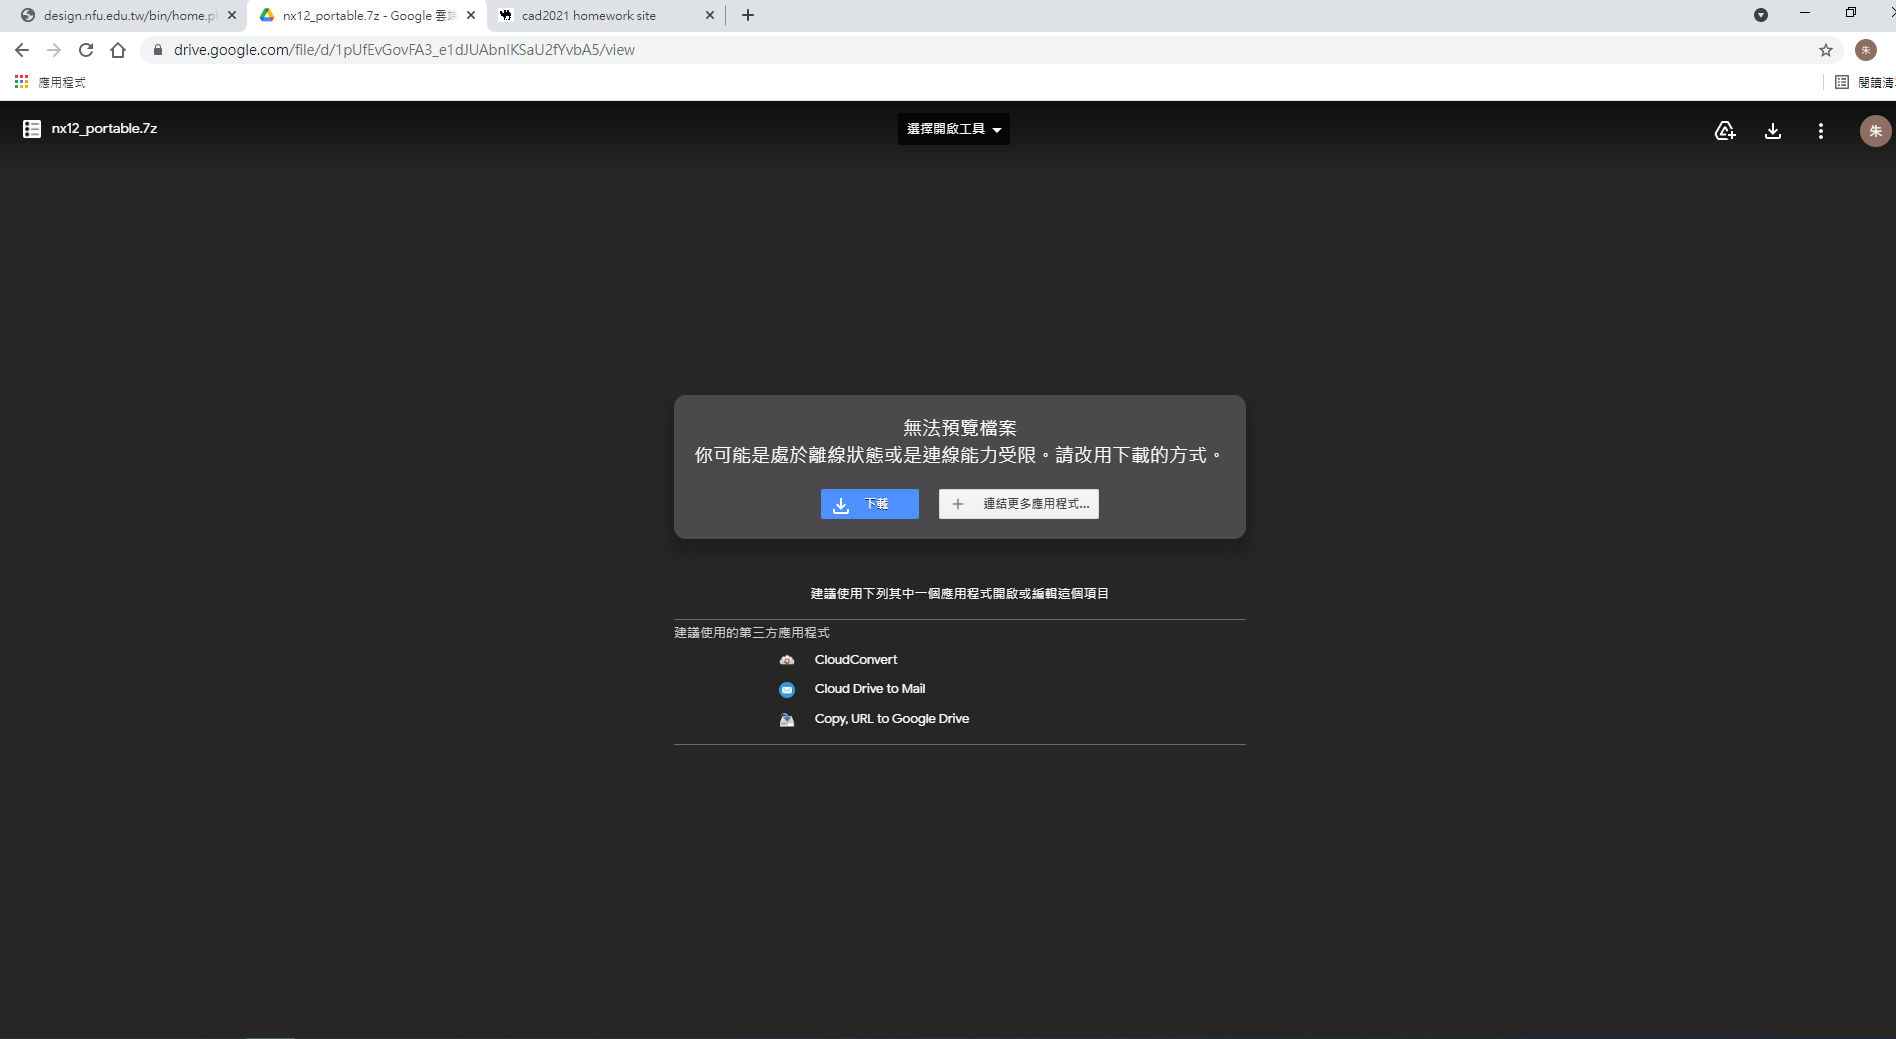 design.nfu.edu.tw/bin/home.p
nx12_portable.7z - Google 雲端
cad2021 homework site
drive.google.com/file/d/1pUfEvGovFA3_e1dJUAbnIKSaU2fYvbA5/view
朱
應用程式
閱讀清單
nx12_portable.7z
選擇開啟工具
朱
無法預覽檔案
你可能是處於離線狀態或是連線能力受限。請改用下載的方式。
下載
連結更多應用程式...
建議使用下列其中一個應用程式開啟或編輯這個項目
建議使用的第三方應用程式
CloudConvert
Cloud Drive to Mail
Copy, URL to Google Drive